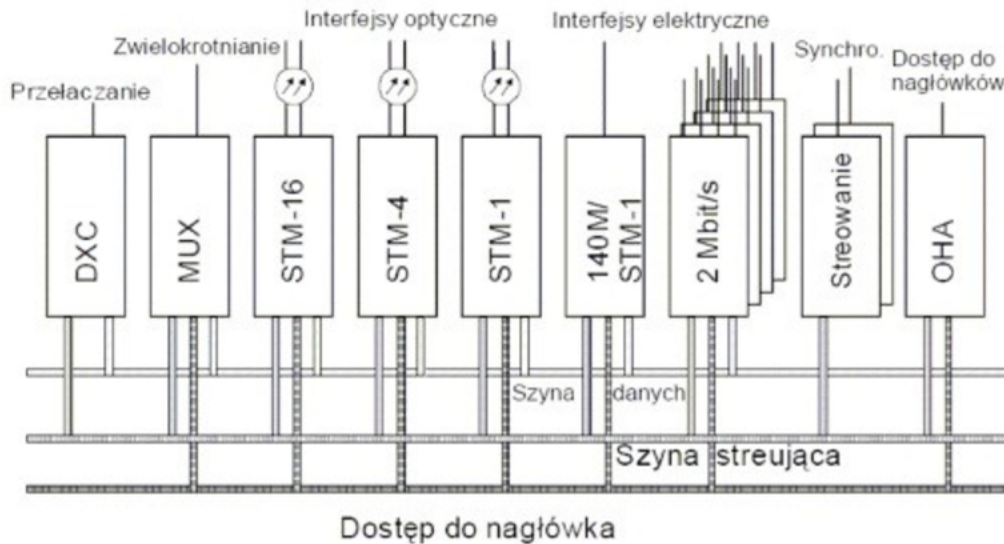 Interfejsy optyczne
Interfejsy elektryczne
Zwielokrotnianie
Synchro.
Dostęp do
nagłówków
Przełaczanie
DXC
MUX
STM-16
STM-4
STM-1
140M/
STM-1
2 Mbit/s
Streowanie
OHA
Szyna danych
Szyna streująca
Dostęp do nagłówka